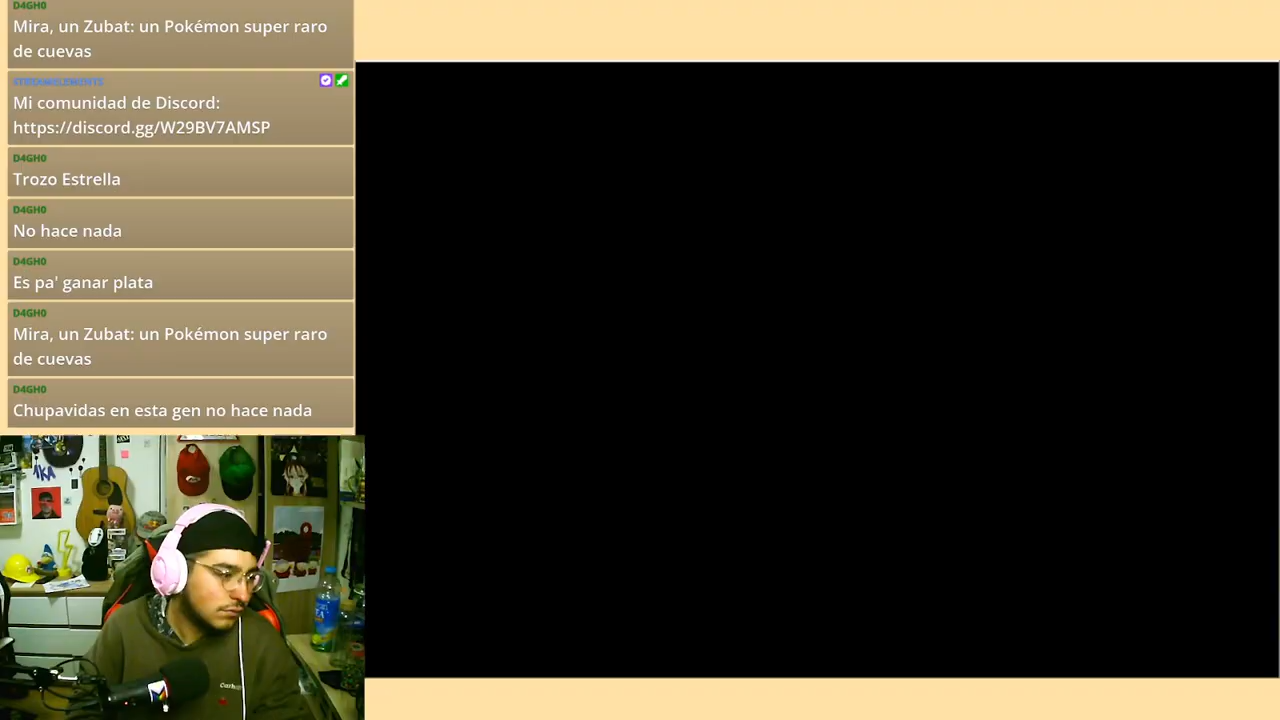 D4GH0
Mira, un Zubat: un Pokémon super raro
de cuevas
STREAMELEMENTS
Mi comunidad de Discord:
https://discord.gg/W29BV7AMSP
D4GH0
Trozo Estrella
D4GH0
No hace nada
D4GH0
Es pa' ganar plata
D4GH0
Mira, un Zubat: un Pokémon super raro
de cuevas
D4GH0
Chupavidas en esta gen no hace nada